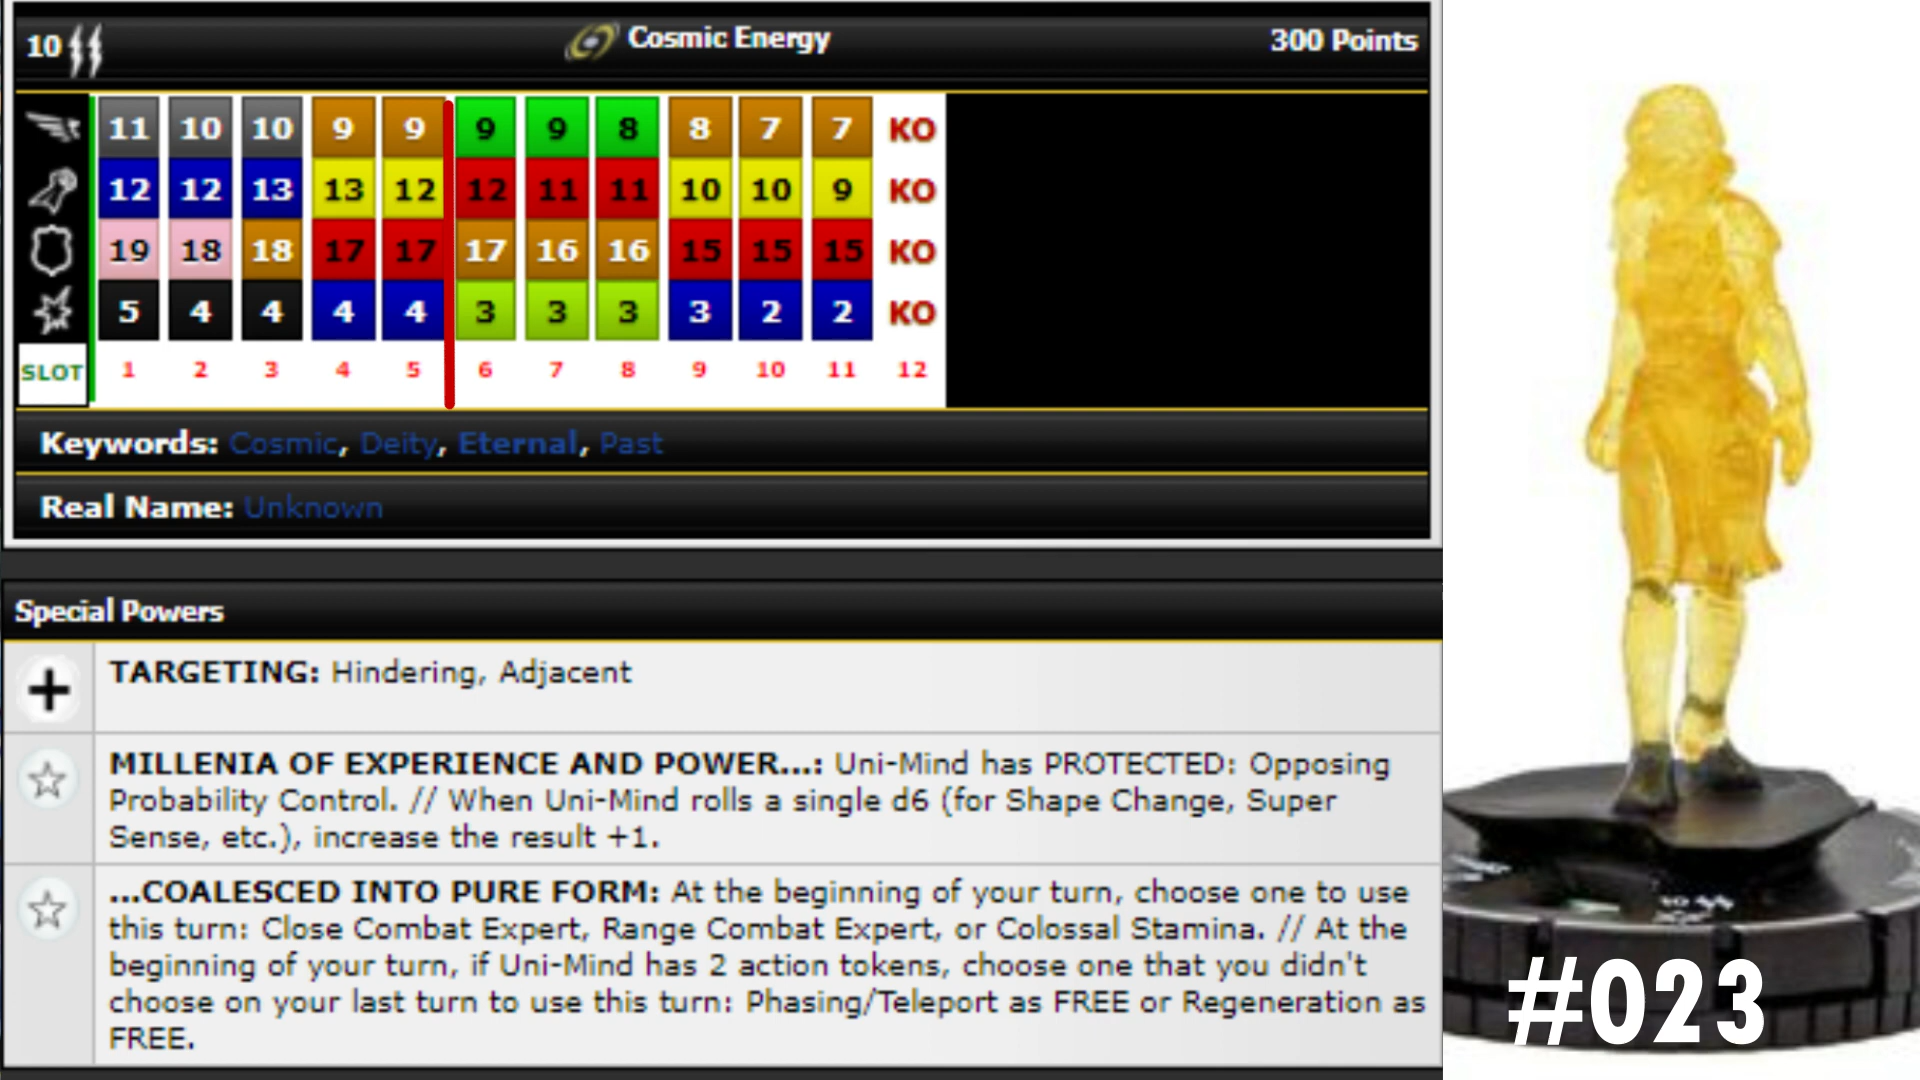 10 Cosmic Energy 300 Points
11 10 10 9 9 9 9 8 8 7 7 KO
12 12 13 13 12 12 11 11 10 10 9 KO
19 18 18 17 17 17 16 16 15 15 15 KO
5 4 4 4 4 3 3 3 3 2 2 KO
SLOT 1 2 3 4 5 6 7 8 9 10 11 12
Keywords: Cosmic, Deity, Eternal, Past
Real Name: Unknown
Special Powers
TARGETING: Hindering, Adjacent
MILLENIA OF EXPERIENCE AND POWER...: Uni-Mind has PROTECTED: Opposing
Probability Control. // When Uni-Mind rolls a single d6 (for Shape Change, Super
Sense, etc.), increase the result +1.
...COALESCED INTO PURE FORM: At the beginning of your turn, choose one to use
this turn: Close Combat Expert, Range Combat Expert, or Colossal Stamina. // At the
beginning of your turn, if Uni-Mind has 2 action tokens, choose one that you didn't
choose on your last turn to use this turn: Phasing/Teleport as FREE or Regeneration as
FREE.
#023